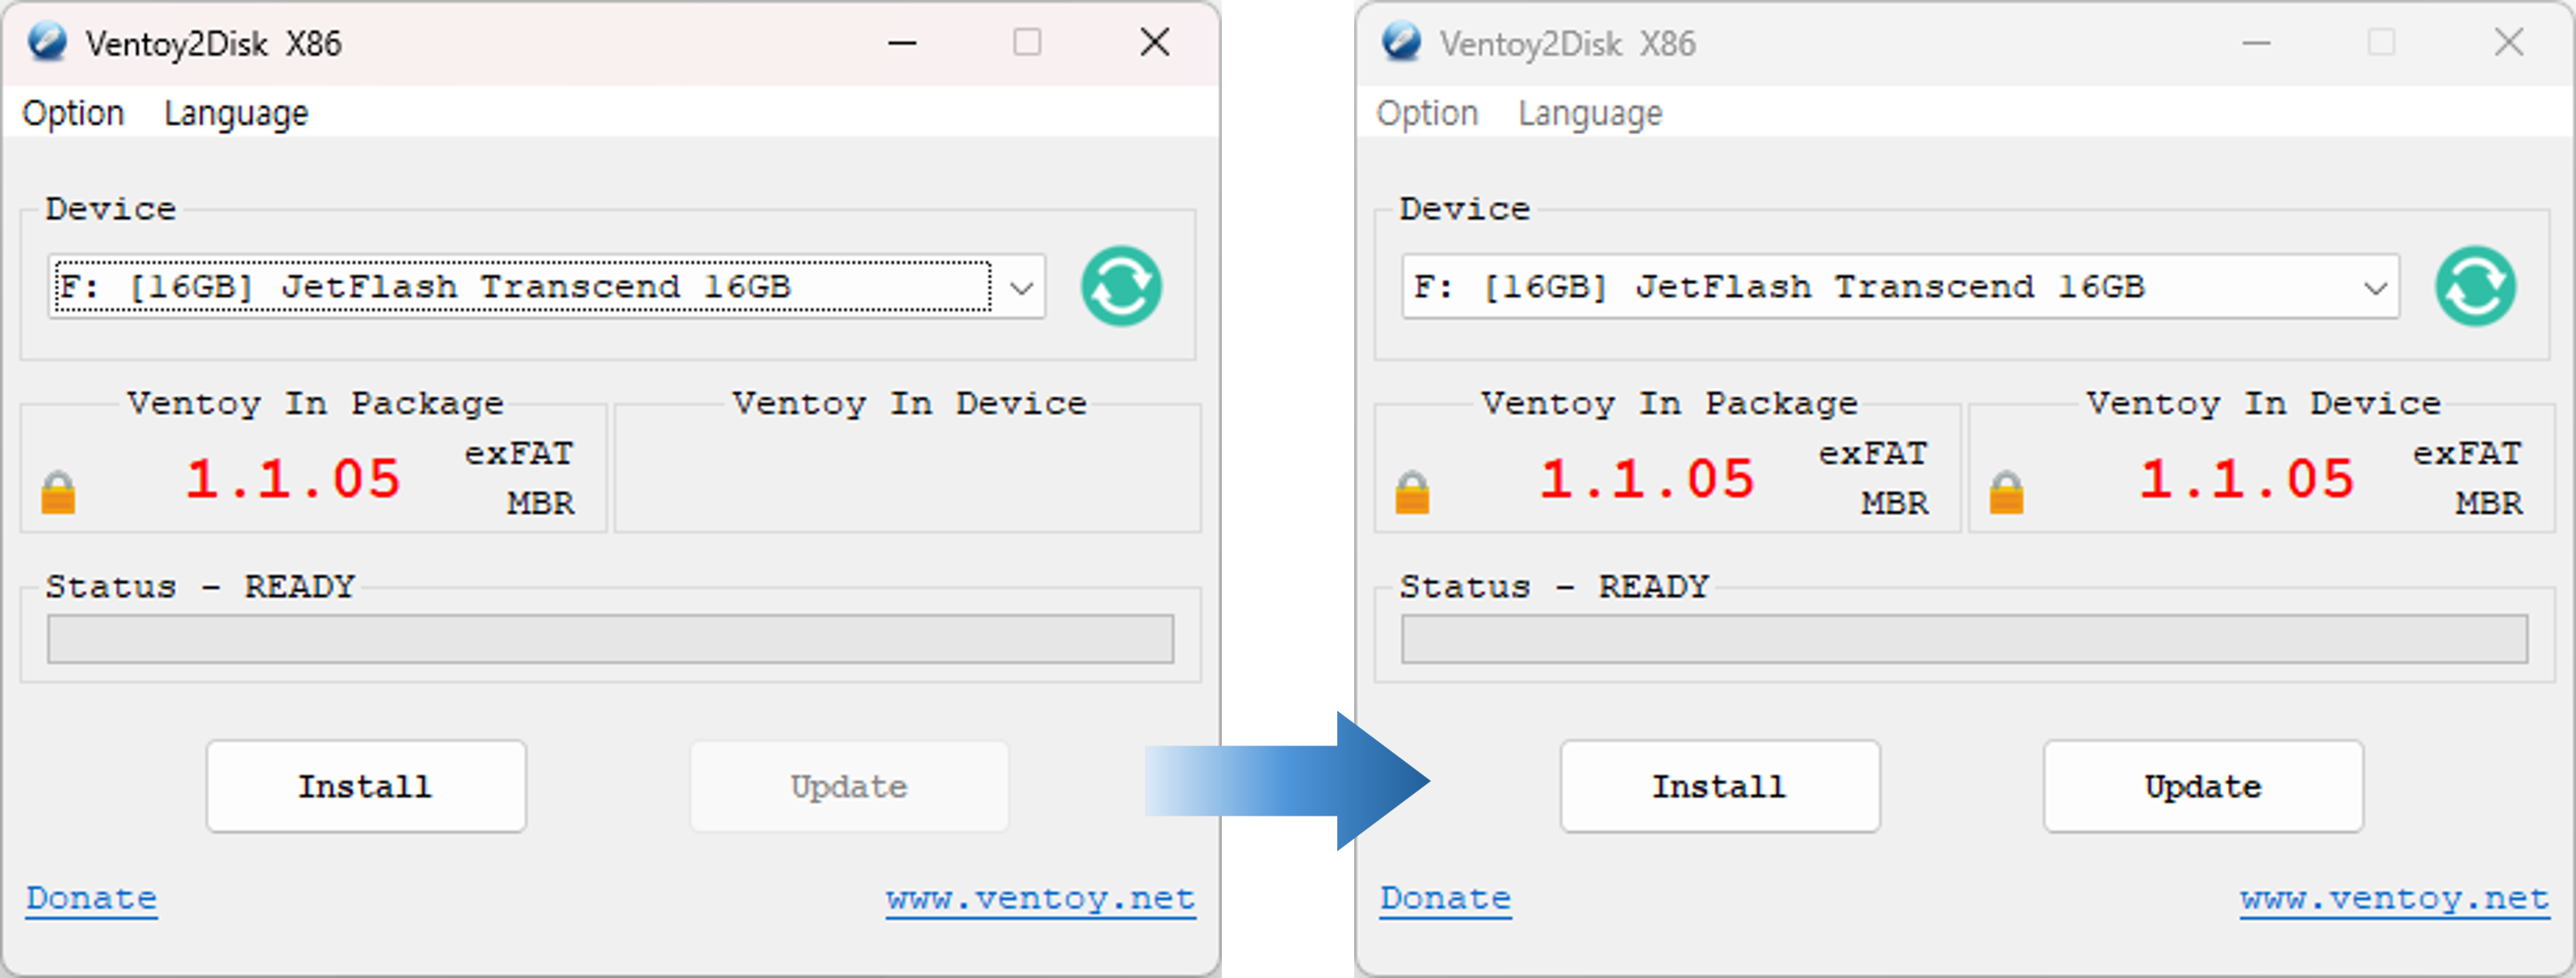 Ventoy2Disk X86
Option Language
Device
F: [16GB] JetFlash Transcend 16GB
Ventoy In Package
1.1.05
exFAT
MBR
Ventoy In Device
Status - READY
Install
Update
Donate
www.ventoy.net
Ventoy2Disk X86
Option Language
Device
F: [16GB] JetFlash Transcend 16GB
Ventoy In Package
1.1.05
exFAT
MBR
Ventoy In Device
1.1.05
exFAT
MBR
Status - READY
Install
Update
Donate
www.ventoy.net